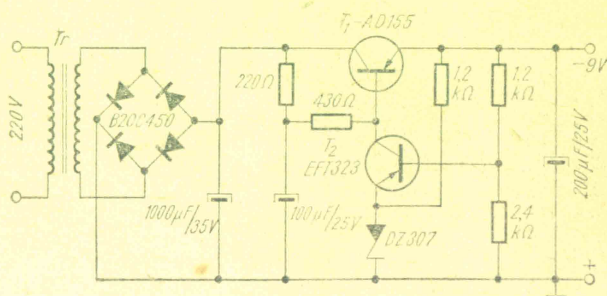 Tr
220V
B20C450
1000μF/
35V
220Ω
430Ω
100μF/
/25V
T1-AD155
T2
EFT323
DZ307
1,2
kΩ
1,2
kΩ
2,4
kΩ
200μF/25V
-9V
+